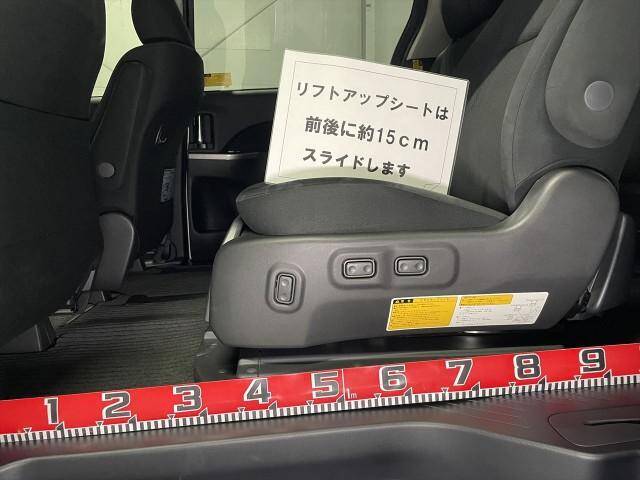 リフトアップシートは
前後に約15cm
スライドします
1 2 3 4 5 1m 6 7 8 9